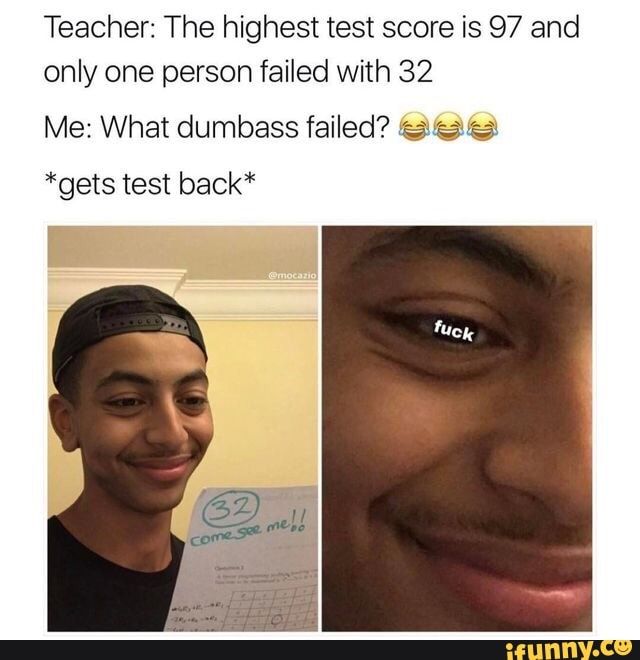 Teacher: The highest test score is 97 and
only one person failed with 32
Me: What dumbass failed? 😂😂😂
*gets test back*
@mocazio
fuck
32
come see me!!
ifunny.co